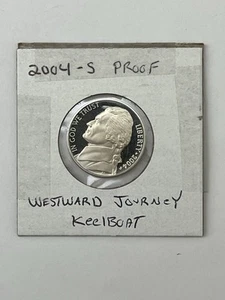 2004-S PROOF
IN GOD WE TRUST
LIBERTY
2004
WESTWARD JOURNEY
KEELBOAT